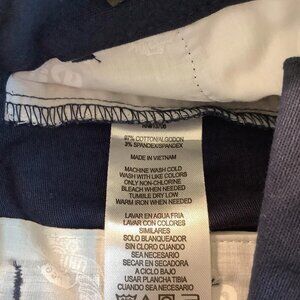 97% COTTON/ALGODON
3% SPANDEX/SPANDEX
MADE IN VIETNAM
MACHINE WASH COLD
WASH WITH LIKE COLORS
ONLY NON-CHLORINE
BLEACH WHEN NEEDED
TUMBLE DRY LOW
WARM IRON WHEN NEEDED
LAVAR EN AGUA FRIA
LAVAR CON COLORES
SIMILARES
SOLO BLANQUEADOR
SIN CLORO CUANDO
SEA NECESARIO
SECAR EN SECADORA
A CICLO BAJO
USAR PLANCHA TIBIA
CUANDO SEA
NECESARIO